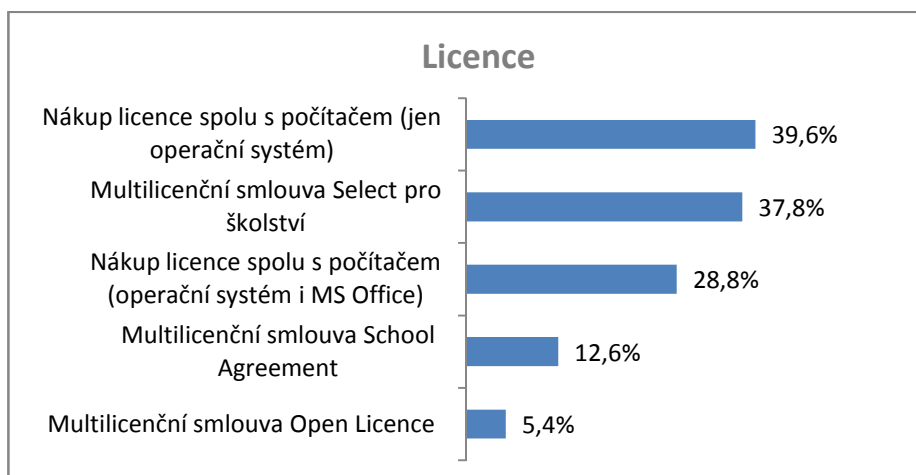 Licence
Nákup licence spolu s počítačem (jen
operační systém)
39,6%
Multilicenční smlouva Select pro
školství
37,8%
Nákup licence spolu s počítačem
(operační systém i MS Office)
28,8%
Multilicenční smlouva School
Agreement
12,6%
Multilicenční smlouva Open Licence
5,4%